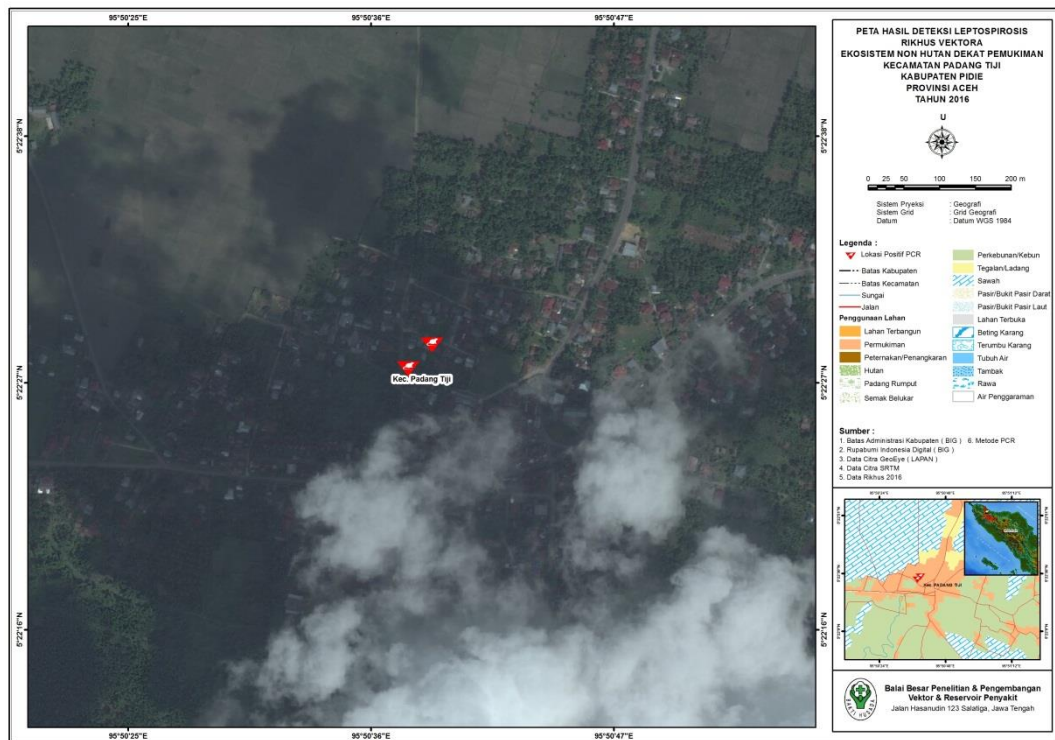 95°50'25"E 95°50'36"E 95°50'47"E
5°22'38"N 5°22'38"N
5°22'27"N 5°22'27"N
5°22'16"N 5°22'16"N
Kec. Padang Tiji
95°50'25"E 95°50'36"E 95°50'47"E
PETA HASIL DETEKSI LEPTOSPIROSIS
RIKHUS VEKTORA
EKOSISTEM NON HUTAN DEKAT PEMUKIMAN
KECAMATAN PADANG TIJI
KABUPATEN PIDIE
PROVINSI ACEH
TAHUN 2016
U
0 25 50 100 150 200 m
Sistem Pryeksi : Geografi
Sistem Grid : Grid Geografi
Datum : Datum WGS 1984
Legenda :
Lokasi Positif PCR
Batas Kabupaten
Batas Kecamatan
Sungai
Jalan
Penggunaan Lahan
Lahan Terbangun
Permukiman
Peternakan/Penangkaran
Hutan
Padang Rumput
Semak Belukar
Perkebunan/Kebun
Tegalan/Ladang
Sawah
Pasir/Bukit Pasir Darat
Pasir/Bukit Pasir Laut
Lahan Terbuka
Beting Karang
Terumbu Karang
Tubuh Air
Tambak
Rawa
Air Penggaraman
Sumber :
1. Batas Administrasi Kabupaten ( BIG ) 6. Metode PCR
2. Rupabumi Indonesia Digital ( BIG )
3. Data Citra GeoEye ( LAPAN )
4. Data Citra SRTM
5. Data Rikhus 2016
Kec. PADANG TIJI
BAKTI HUSADA
Balai Besar Penelitian & Pengembangan
Vektor & Reservoir Penyakit
Jalan Hasanudin 123 Salatiga, Jawa Tengah